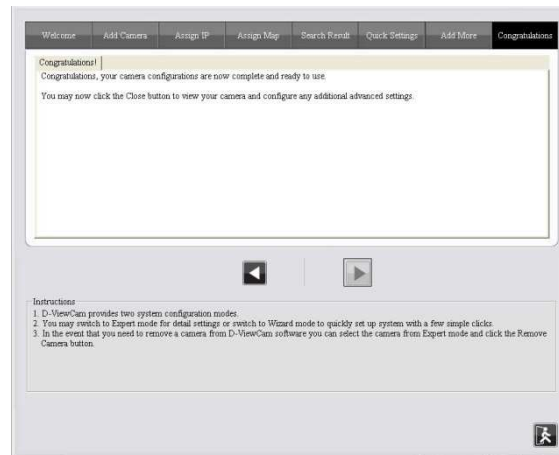 Welcome Add Camera Assign IP Assign Map Search Result Quick Settings Add More Congratulations
Congratulations!
Congratulations, your camera configurations are now complete and ready to use.
You may now click the Close button to view your camera and configure any additional advanced settings.
Instructions
1. D-ViewCam provides two system configuration modes.
2. You may switch to Expert mode for detail settings or switch to Wizard mode to quickly set up system with a few simple clicks.
3. In the event that you need to remove a camera from D-ViewCam software you can select the camera from Expert mode and click the Remove
Camera button.